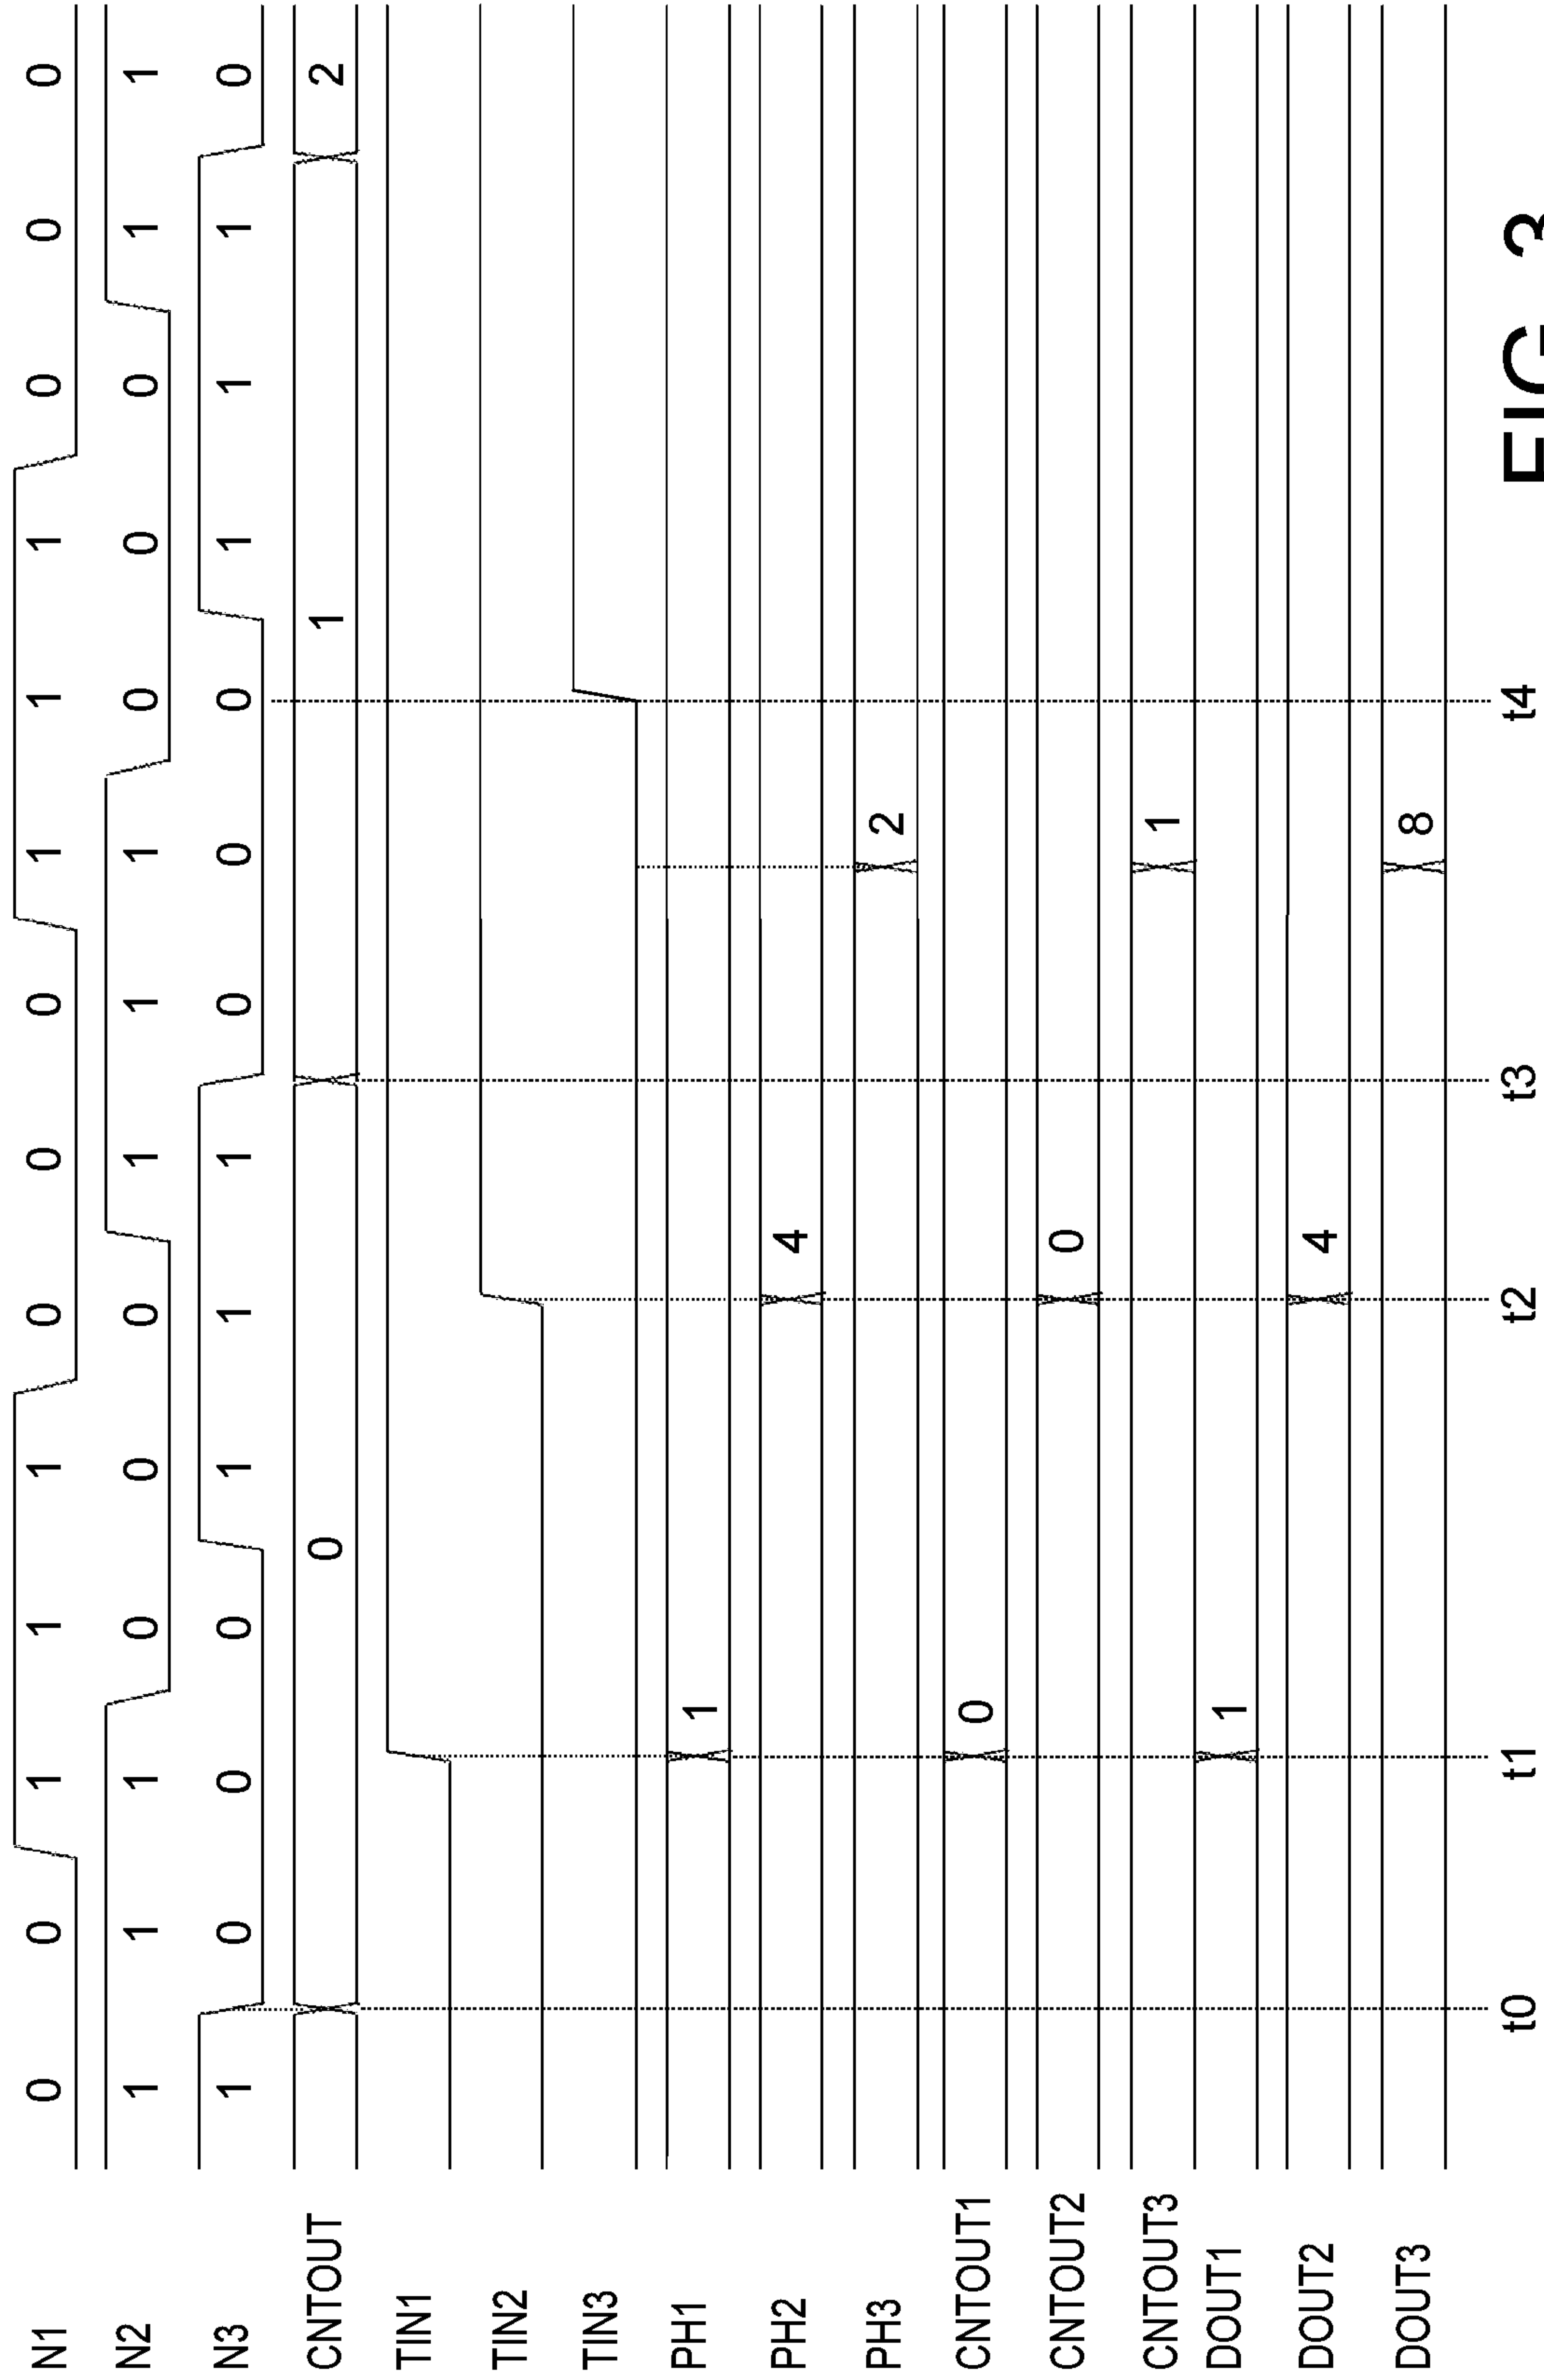 N1 0 0 1 1 1 0 0 0 1 1 1 0 0 0
N2 1 1 1 0 0 0 1 1 1 0 0 0 1 1
N3 1 0 0 0 1 1 1 0 0 0 1 1 1 0
CNTOUT 0 1 2
TIN1
TIN2
TIN3
PH1 1
PH2 4
PH3 2
CNTOUT1 0
CNTOUT2 0
CNTOUT3 1
DOUT1 1
DOUT2 4
DOUT3 8
t0 t1 t2 t3 t4
FIG 3